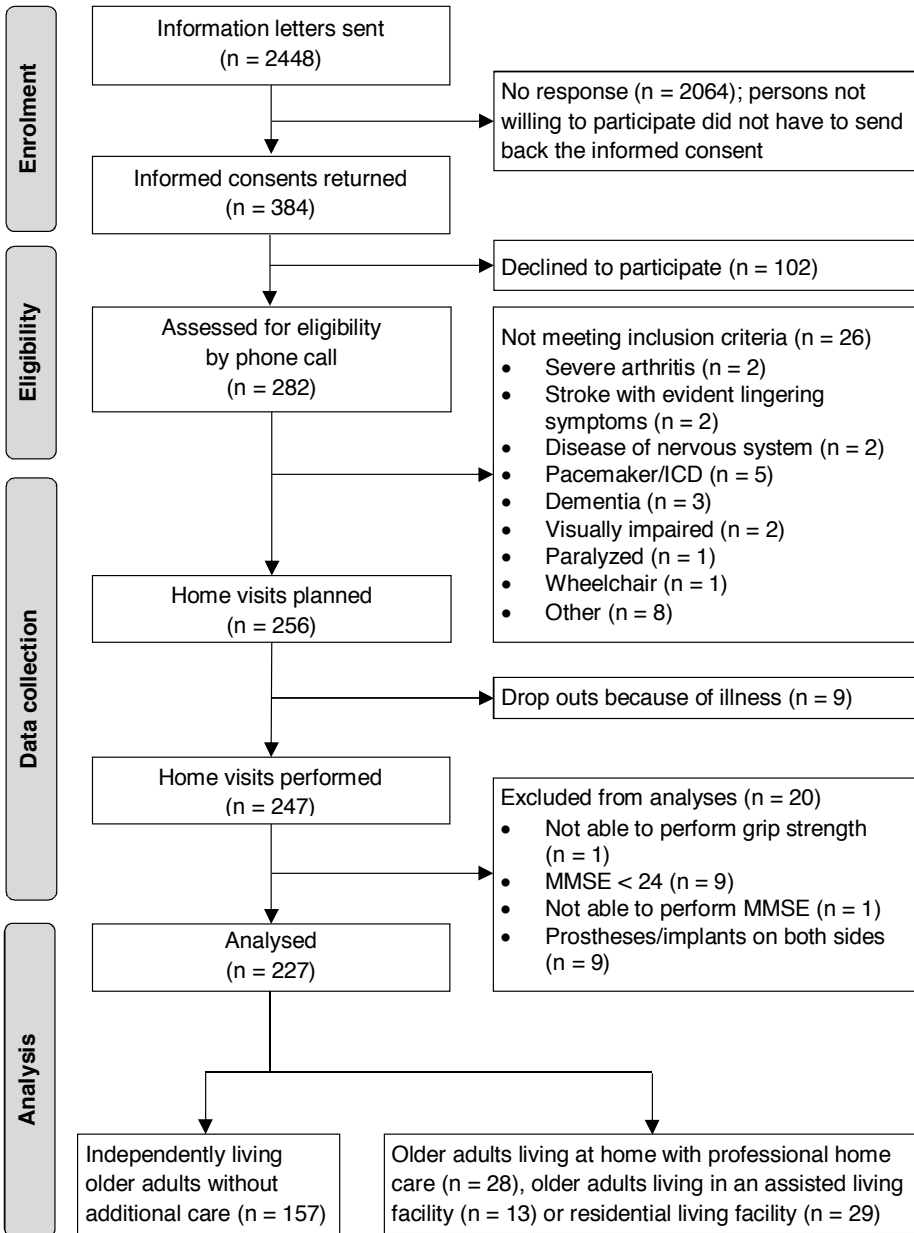 Enrolment
Information letters sent
(n = 2448)
No response (n = 2064); persons not
willing to participate did not have to send
back the informed consent
Informed consents returned
(n = 384)
Eligibility
Declined to participate (n = 102)
Assessed for eligibility
by phone call
(n = 282)
Not meeting inclusion criteria (n = 26)
• Severe arthritis (n = 2)
• Stroke with evident lingering
symptoms (n = 2)
• Disease of nervous system (n = 2)
• Pacemaker/ICD (n = 5)
• Dementia (n = 3)
• Visually impaired (n = 2)
• Paralyzed (n = 1)
• Wheelchair (n = 1)
• Other (n = 8)
Data collection
Home visits planned
(n = 256)
Drop outs because of illness (n = 9)
Home visits performed
(n = 247)
Excluded from analyses (n = 20)
• Not able to perform grip strength
(n = 1)
• MMSE < 24 (n = 9)
• Not able to perform MMSE (n = 1)
• Prostheses/implants on both sides
(n = 9)
Analysis
Analysed
(n = 227)
Independently living
older adults without
additional care (n = 157)
Older adults living at home with professional home
care (n = 28), older adults living in an assisted living
facility (n = 13) or residential living facility (n = 29)